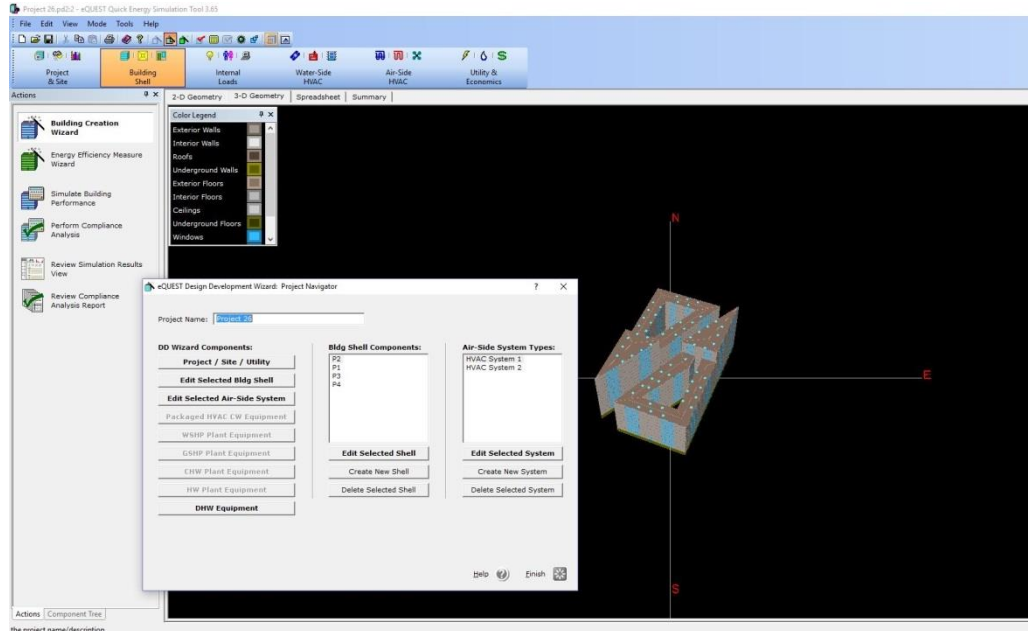 Project 26.pd2:2 - eQUEST Quick Energy Simulation Tool 3.65
File Edit View Mode Tools Help
Project & Site
Building Shell
Internal Loads
Water-Side HVAC
Air-Side HVAC
Utility & Economics
Actions
2-D Geometry 3-D Geometry Spreadsheet Summary
Building Creation
Wizard
Energy Efficiency Measure
Wizard
Simulate Building
Performance
Perform Compliance
Analysis
Review Simulation Results
View
Review Compliance
Analysis Report
Color Legend
Exterior Walls
Interior Walls
Roofs
Underground Walls
Exterior Floors
Interior Floors
Ceilings
Underground Floors
Windows
N
E
S
eQUEST Design Development Wizard: Project Navigator
Project Name: Project 26
DD Wizard Components:
Project / Site / Utility
Edit Selected Bldg Shell
Edit Selected Air-Side System
Packaged HVAC CW Equipment
WSHP Plant Equipment
GSHP Plant Equipment
CHW Plant Equipment
HW Plant Equipment
DHW Equipment
Bldg Shell Components:
P2
P1
P3
P4
Edit Selected Shell
Create New Shell
Delete Selected Shell
Air-Side System Types:
HVAC System 1
HVAC System 2
Edit Selected System
Create New System
Delete Selected System
Help
Finish
Actions Component Tree
the project name/description